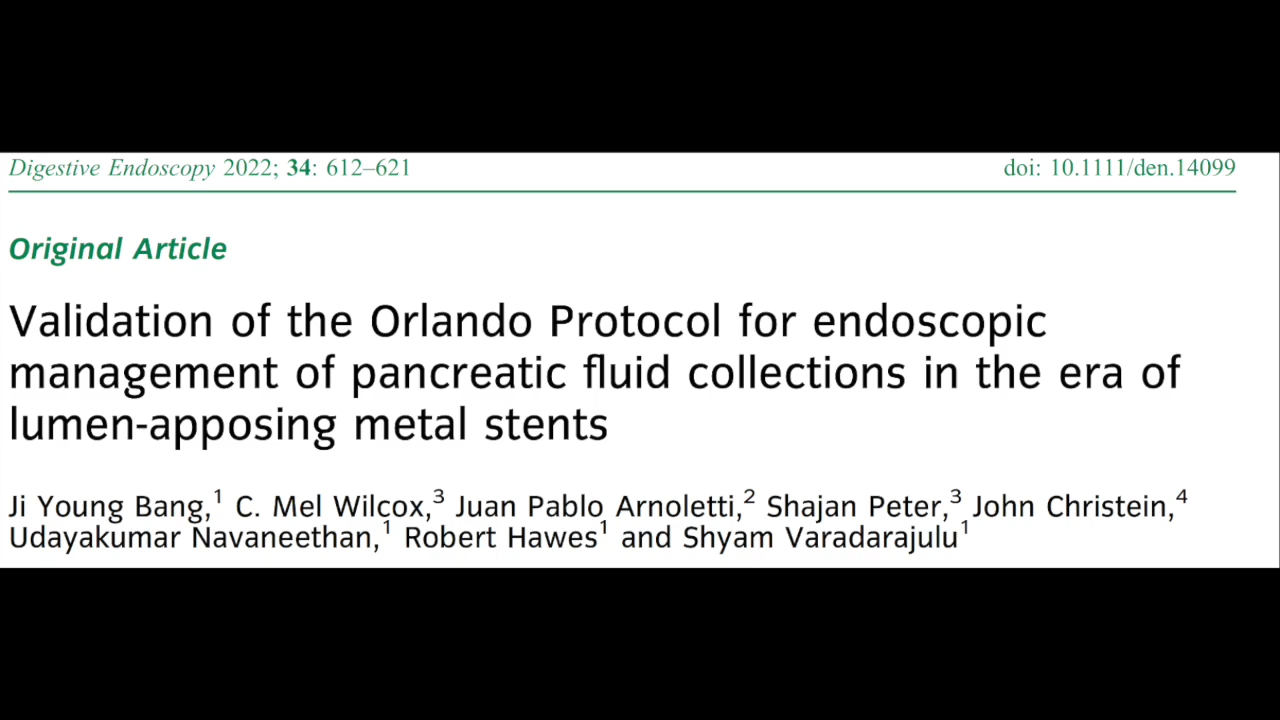 Digestive Endoscopy 2022; 34: 612–621 doi: 10.1111/den.14099
Original Article
Validation of the Orlando Protocol for endoscopic
management of pancreatic fluid collections in the era of
lumen-apposing metal stents
Ji Young Bang,¹ C. Mel Wilcox,³ Juan Pablo Arnoletti,² Shajan Peter,³ John Christein,⁴
Udayakumar Navaneethan,¹ Robert Hawes¹ and Shyam Varadarajulu¹